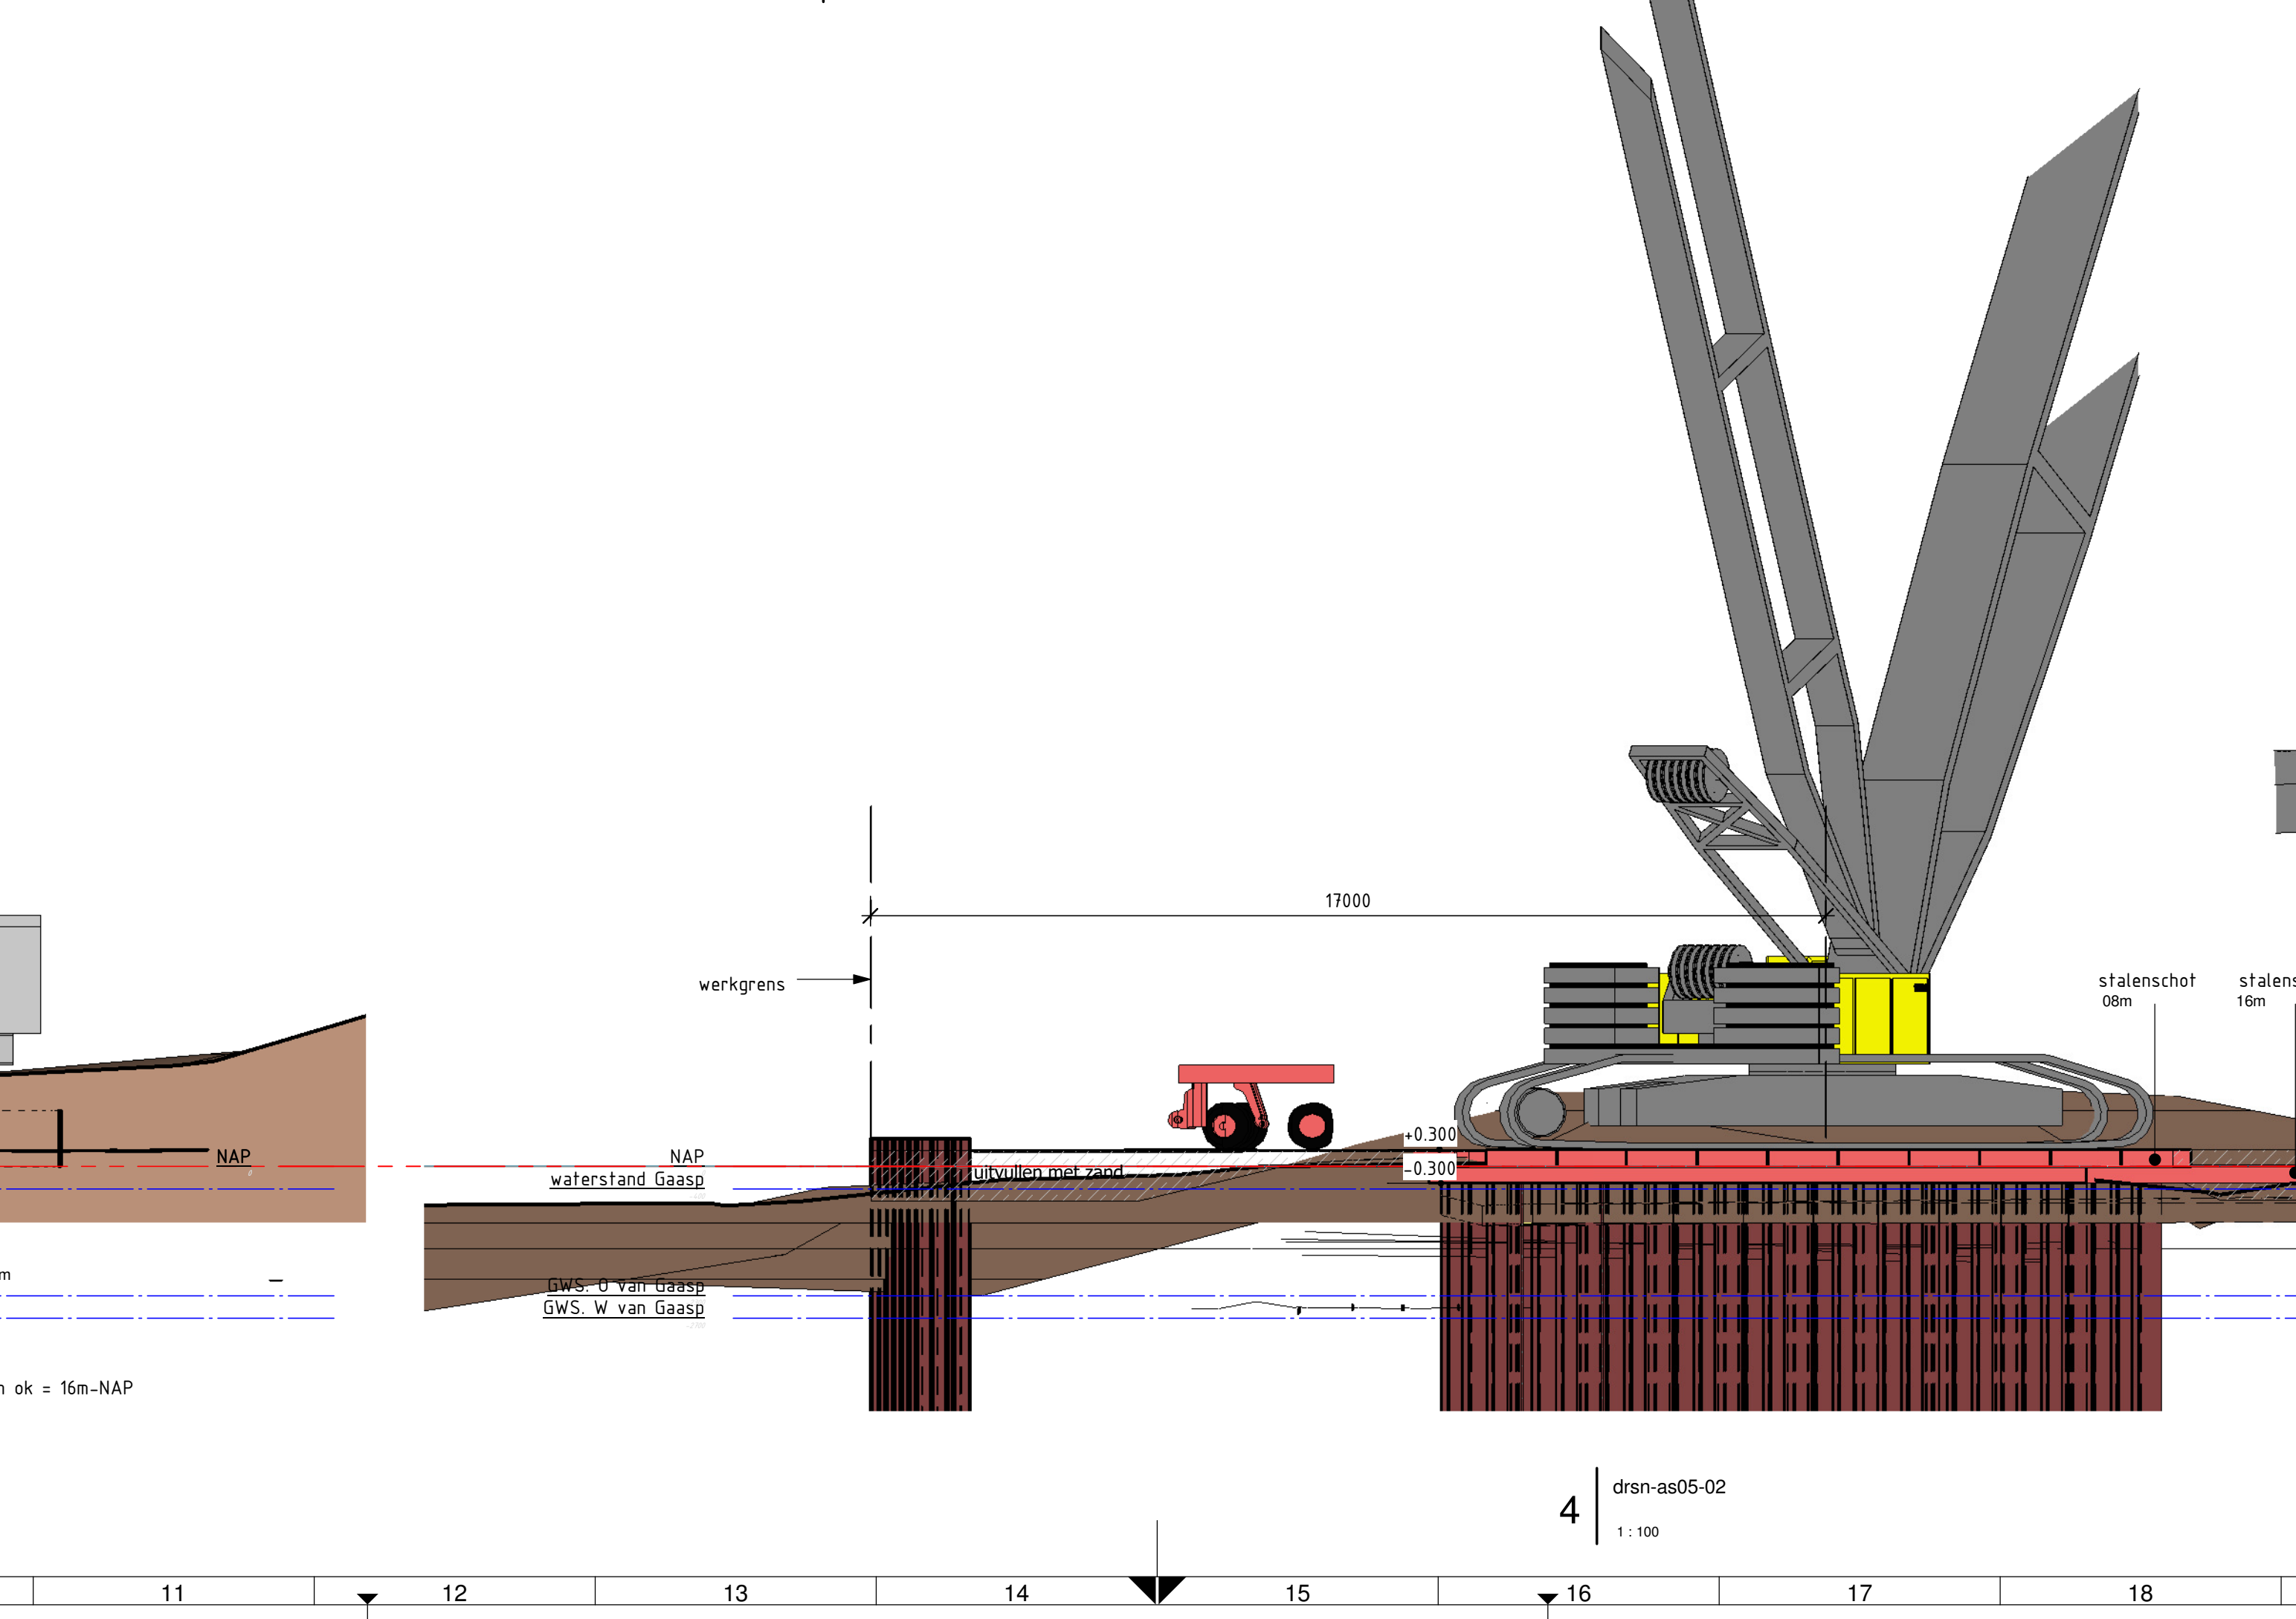 17000
werkgrens
stalenschot
08m
stalens
16m
+0.300
-0.300
NAP
NAP
waterstand Gaasp
uitvullen met zand
GWS. O van Gaasp
GWS. W van Gaasp
m
n ok = 16m-NAP
4
drsn-as05-02
1 : 100
11
12
13
14
15
16
17
18